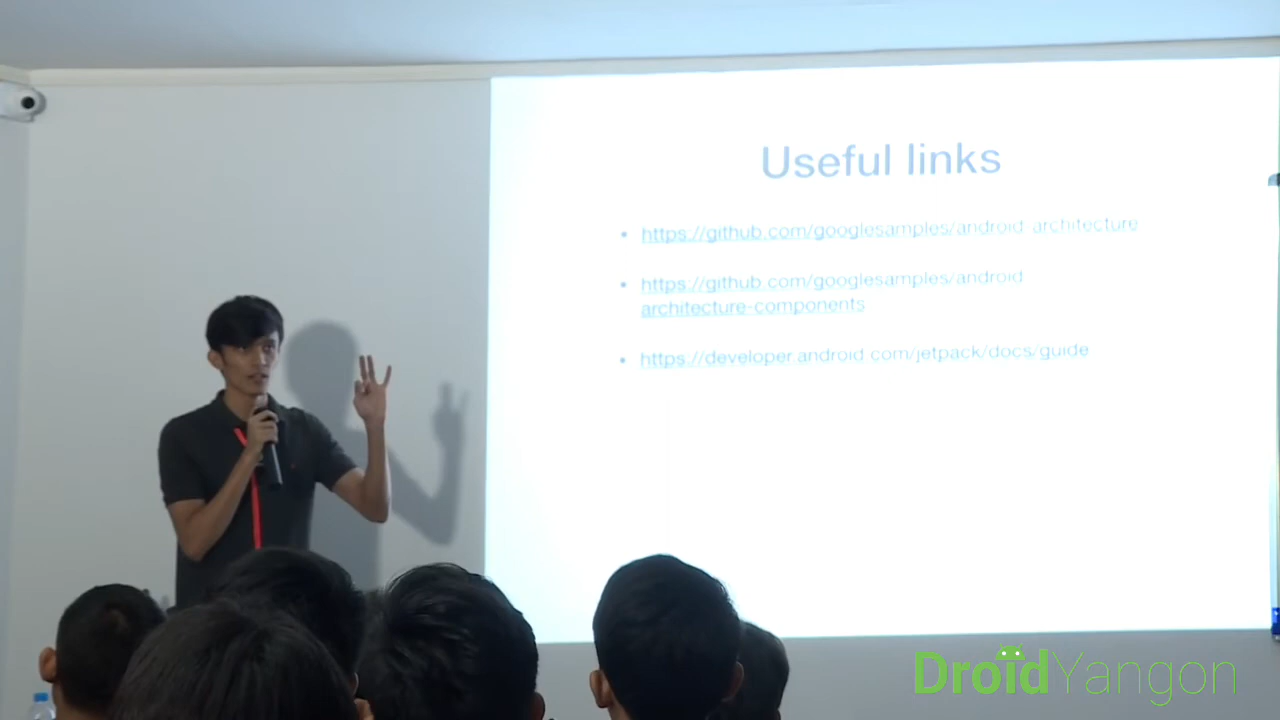 Useful links
• https://github.com/googlesamples/android-architecture
• https://github.com/googlesamples/android-
architecture-components
• https://developer.android.com/jetpack/docs/guide
DroidYangon